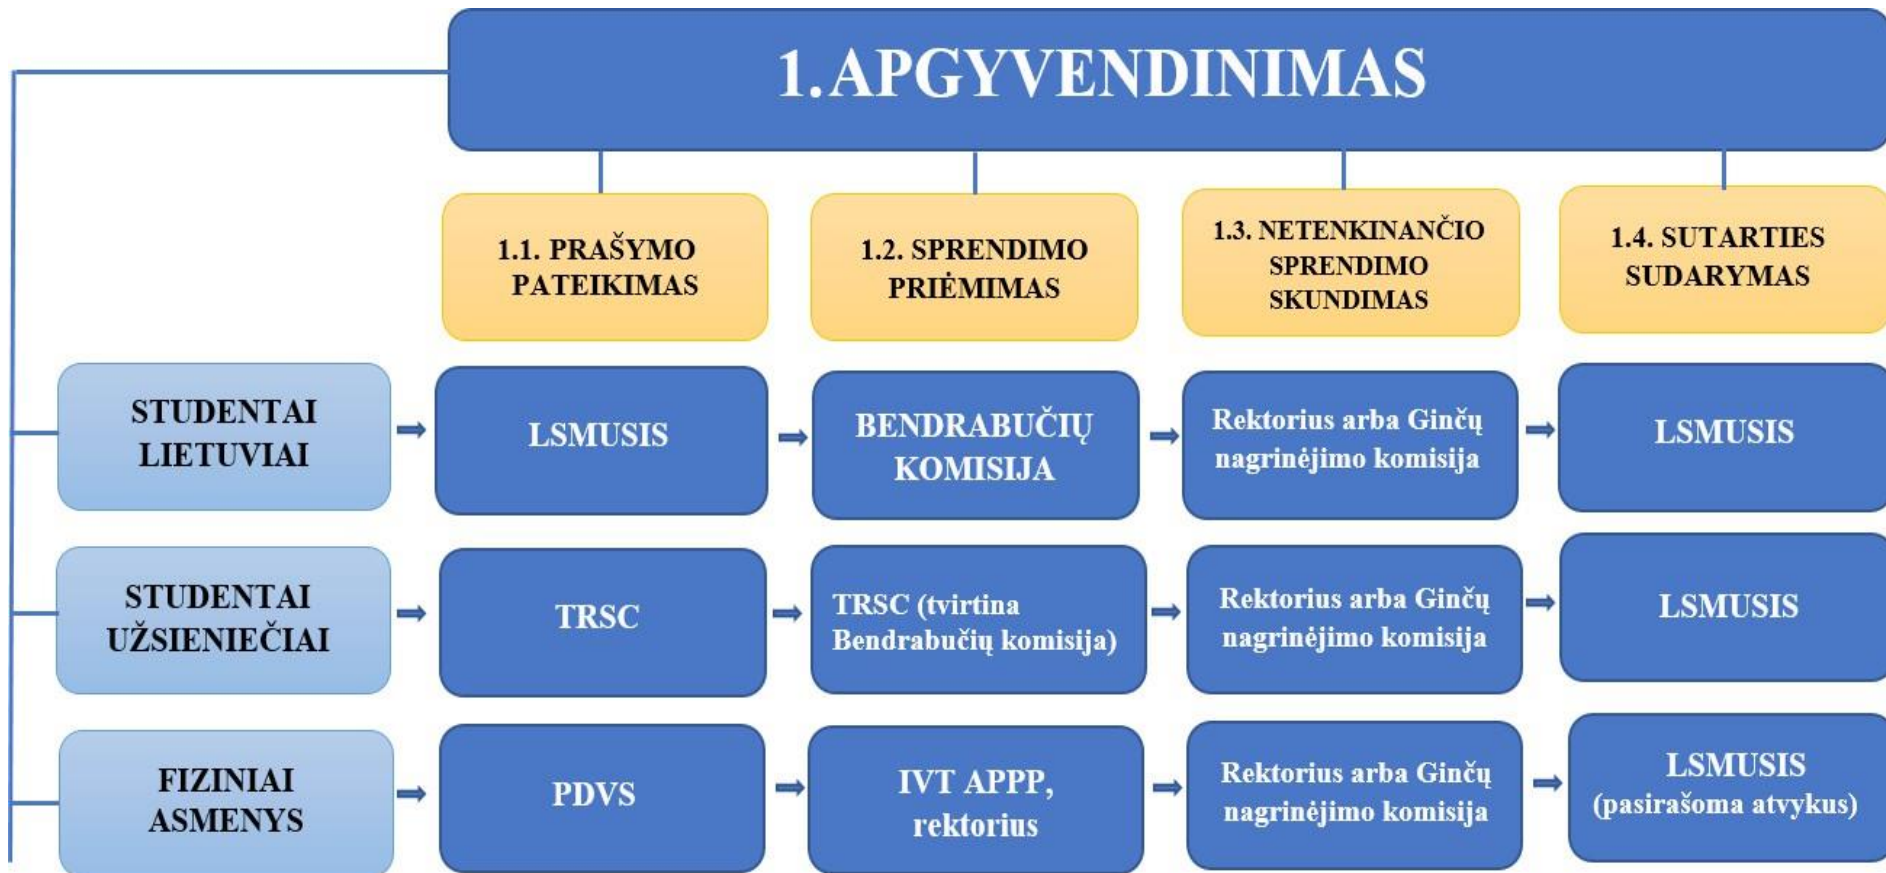 1. APGYVENDINIMAS
1.1. PRAŠYMO
PATEIKIMAS
1.2. SPRENDIMO
PRIĖMIMAS
1.3. NETENKINANČIO
SPRENDIMO
SKUNDIMAS
1.4. SUTARTIES
SUDARYMAS
STUDENTAI
LIETUVIAI
LSMUSIS
BENDRABUČIŲ
KOMISIJA
Rektorius arba Ginčų
nagrinėjimo komisija
LSMUSIS
STUDENTAI
UŽSIENIEČIAI
TRSC
TRSC (tvirtina
Bendrabučių komisija)
Rektorius arba Ginčų
nagrinėjimo komisija
LSMUSIS
FIZINIAI
ASMENYS
PDVS
IVT APPP,
rektorius
Rektorius arba Ginčų
nagrinėjimo komisija
LSMUSIS
(pasirašoma atvykus)